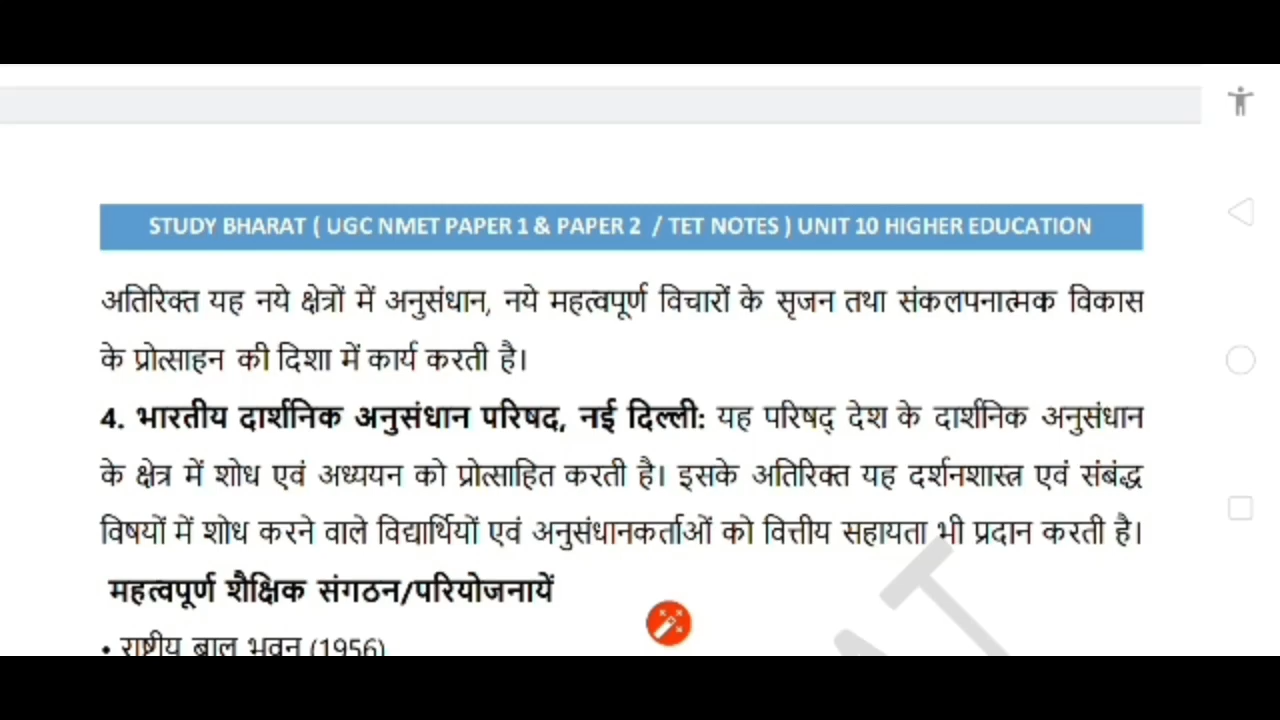 STUDY BHARAT ( UGC NMET PAPER 1 & PAPER 2 / TET NOTES ) UNIT 10 HIGHER EDUCATION
अतिरिक्त यह नये क्षेत्रों में अनुसंधान, नये महत्वपूर्ण विचारों के सृजन तथा संकलपनात्मक विकास
के प्रोत्साहन की दिशा में कार्य करती है।
4. भारतीय दार्शनिक अनुसंधान परिषद, नई दिल्ली: यह परिषद् देश के दार्शनिक अनुसंधान
के क्षेत्र में शोध एवं अध्ययन को प्रोत्साहित करती है। इसके अतिरिक्त यह दर्शनशास्त्र एवं संबंद्ध
विषयों में शोध करने वाले विद्यार्थियों एवं अनुसंधानकर्ताओं को वित्तीय सहायता भी प्रदान करती है।
महत्वपूर्ण शैक्षिक संगठन/परियोजनायें
• राष्ट्रीय बाल भवन (1956)